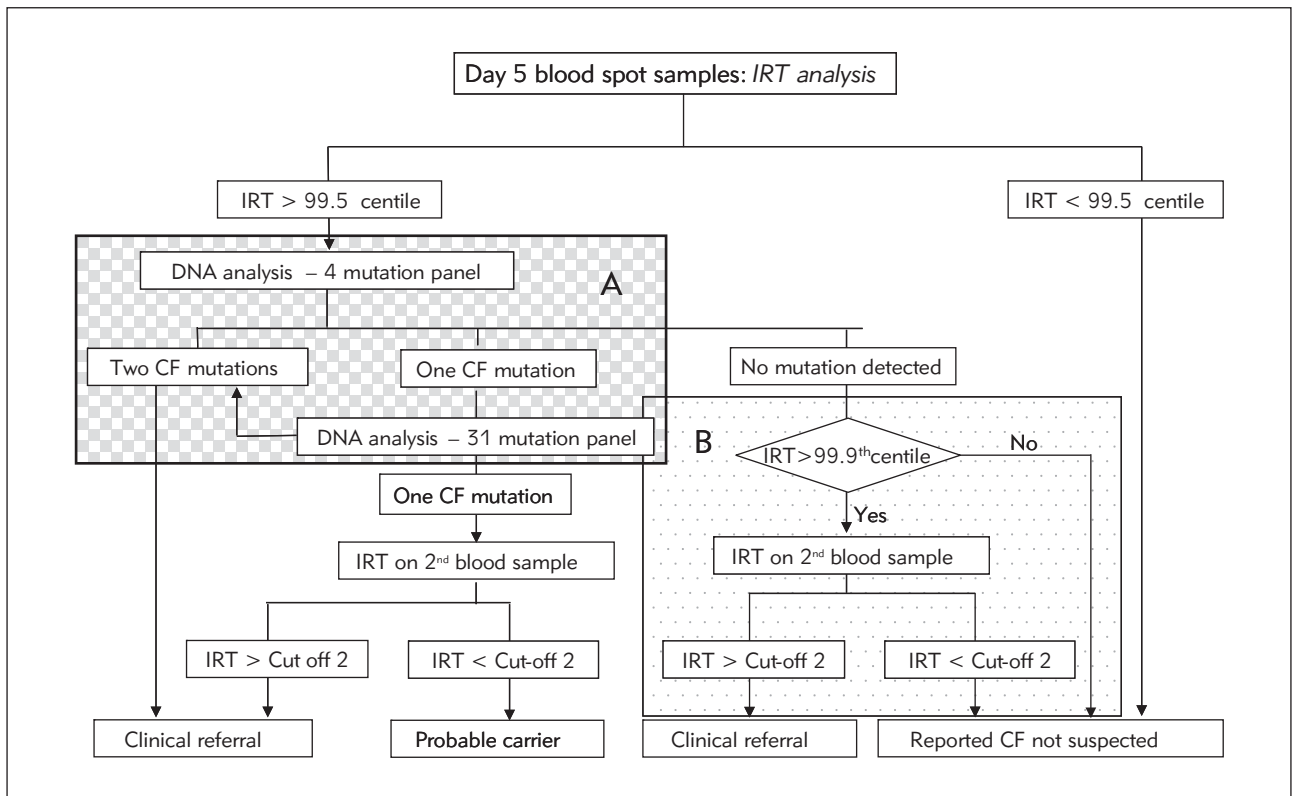 Day 5 blood spot samples: IRT analysis
IRT > 99.5 centile
IRT < 99.5 centile
DNA analysis – 4 mutation panel
A
Two CF mutations
One CF mutation
No mutation detected
DNA analysis – 31 mutation panel
B
IRT>99.9thcentile
No
One CF mutation
Yes
IRT on 2nd blood sample
IRT on 2nd blood sample
IRT > Cut off 2
IRT < Cut-off 2
IRT > Cut-off 2
IRT < Cut-off 2
Clinical referral
Probable carrier
Clinical referral
Reported CF not suspected